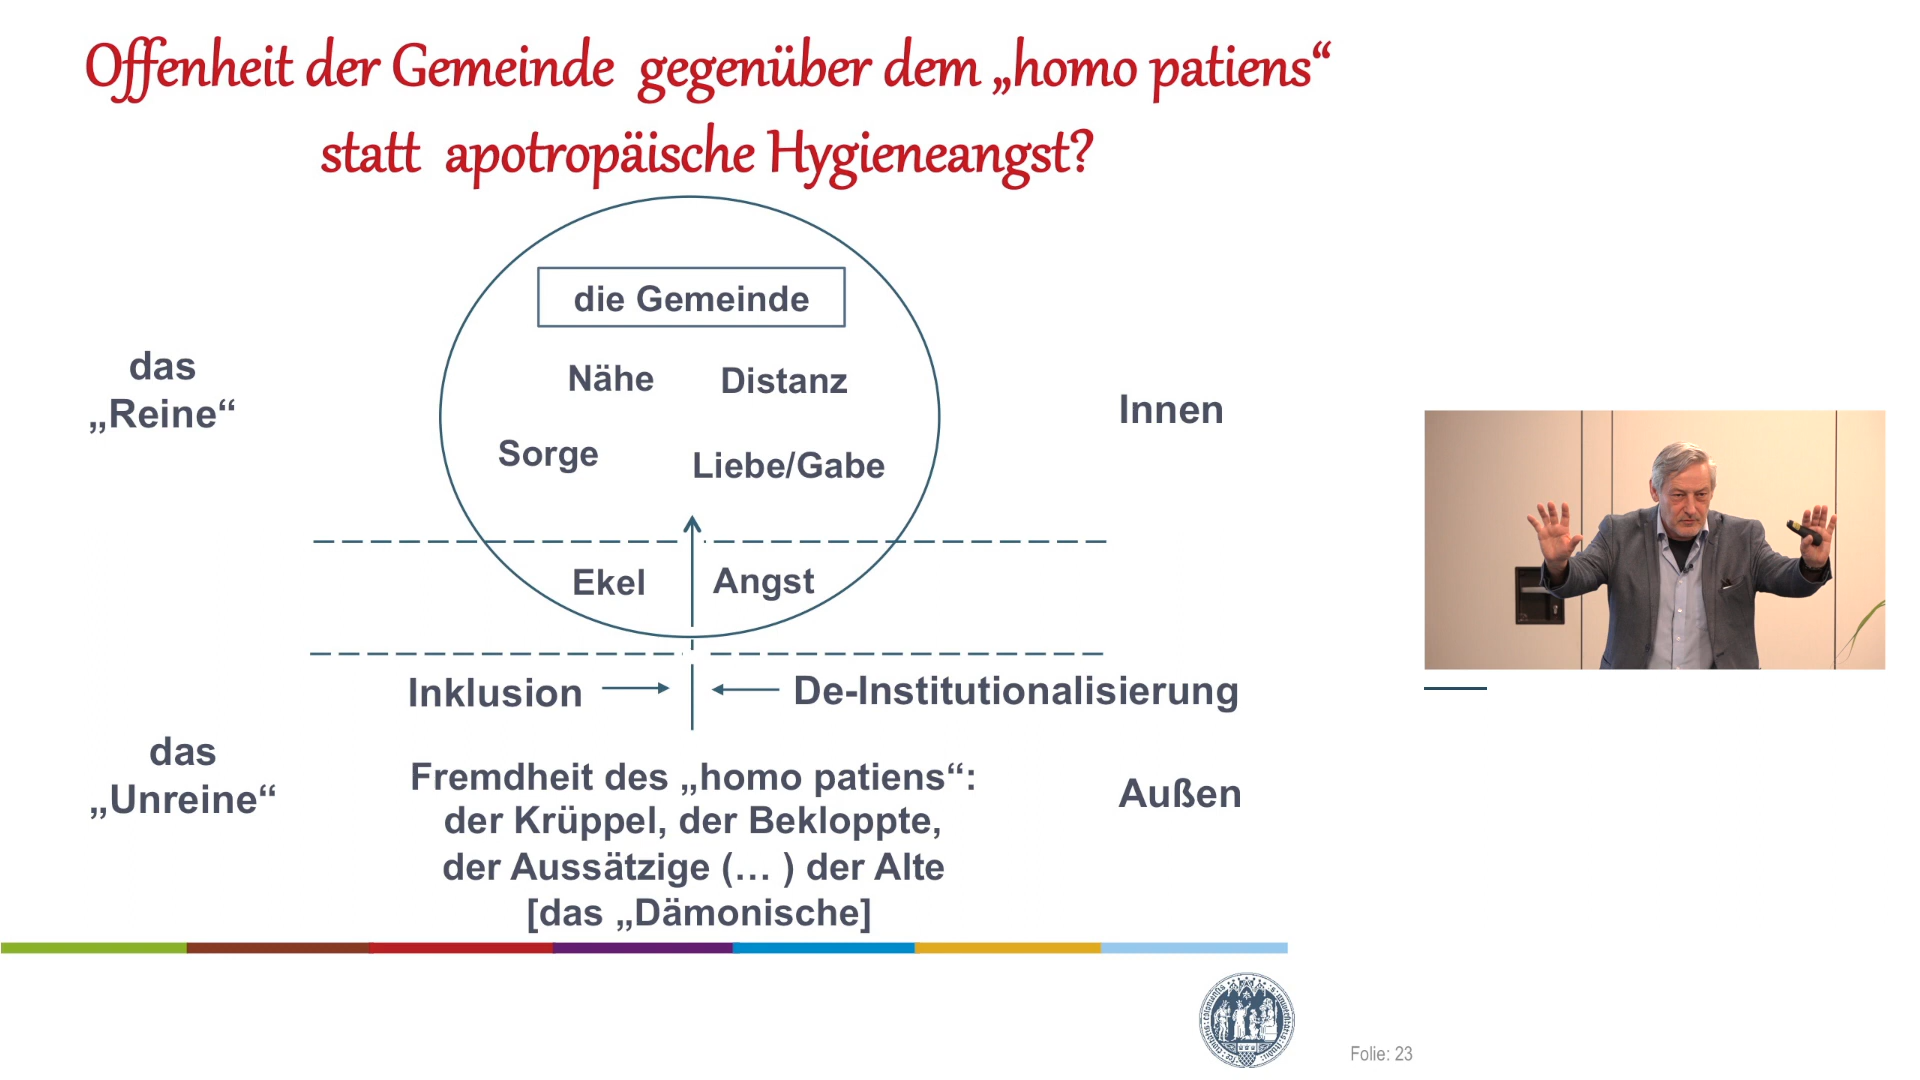 Offenheit der Gemeinde gegenüber dem „homo patiens“
statt apotropäische Hygieneangst?
die Gemeinde
das
„Reine“
Nähe Distanz
Innen
Sorge Liebe/Gabe
Ekel Angst
Inklusion De-Institutionalisierung
das
„Unreine“
Fremdheit des „homo patiens“:
der Krüppel, der Bekloppte,
der Aussätzige (… ) der Alte
[das „Dämonische]
Außen
Folie: 23